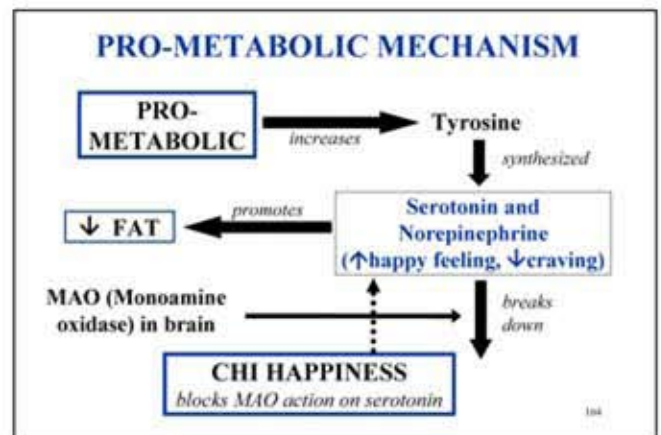 PRO-METABOLIC MECHANISM
PRO-
METABOLIC
increases
Tyrosine
synthesized
Serotonin and
Norepinephrine
(↑happy feeling, ↓craving)
promotes
↓ FAT
MAO (Monoamine
oxidase) in brain
breaks
down
CHI HAPPINESS
blocks MAO action on serotonin
164